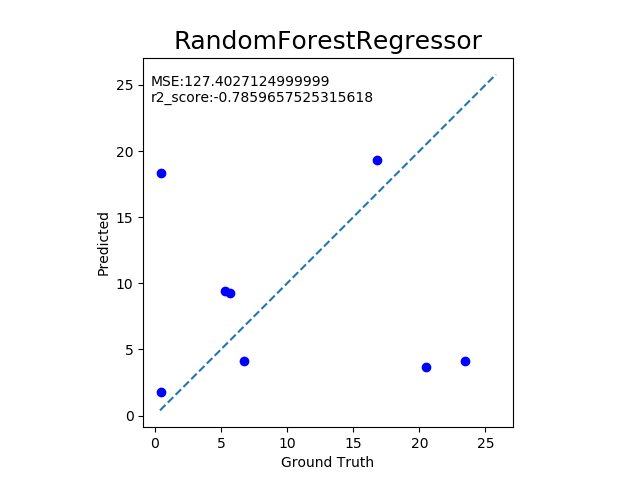 RandomForestRegressor
MSE:127.4027124999999
r2_score:-0.7859657525315618
25
20
15
10
5
0
Predicted
0 5 10 15 20 25
Ground Truth